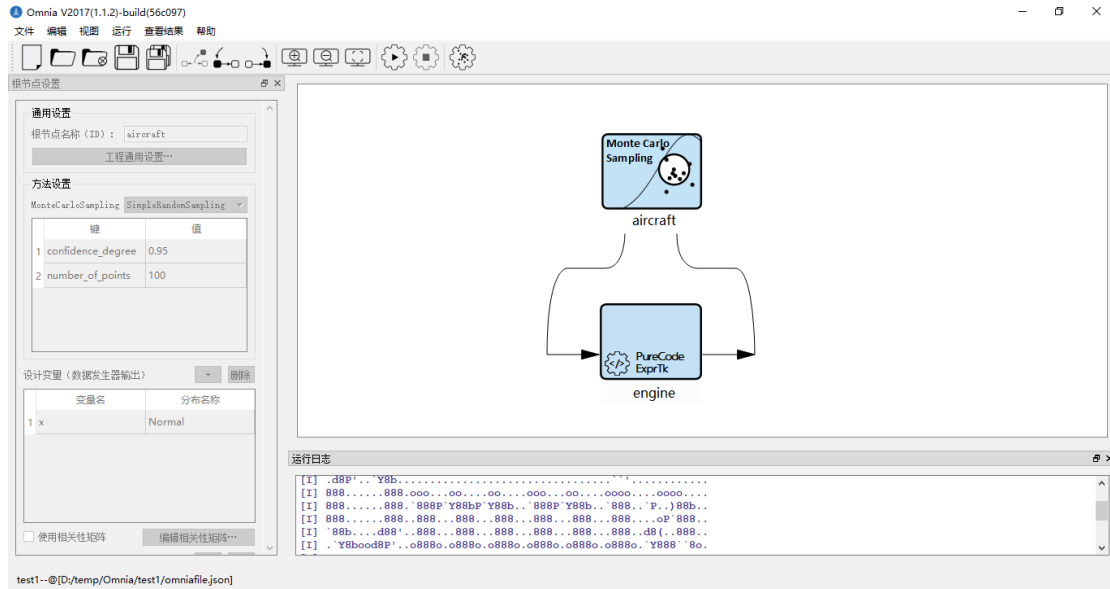 Omnia V2017(1.1.2)-build(56c097)
文件 编辑 视图 运行 查看结果 帮助
根节点设置
通用设置
根节点名称（ID）： aircraft
工程通用设置…
方法设置
MonteCarloSampling SimpleRandomSampling
键 值
1 confidence_degree 0.95
2 number_of_points 100
设计变量（数据发生器输出） + 删除
变量名 分布名称
1 x Normal
使用相关性矩阵 编辑相关性矩阵…
Monte Carlo
Sampling
aircraft
</> PureCode
ExprTk
engine
运行日志
[I] .d8P'..`Y8b................................``'............
[I] 888......888.ooo...oo....oo....ooo...oo....oooo....oooo....
[I] 888......888.`888P`Y88bP`Y88b..`888P`Y88b..`888..`P..)88b..
[I] 888......888..888...888...888...888...888...888.....oP`888..
[I] `88b....d88'..888...888...888...888...888...888...d8(..888...
[I] .`Y8bood8P'..o888o.o888o.o888o.o888o.o888o.`Y888``8o.
test1--@[D:/temp/Omnia/test1/omniafile.json]